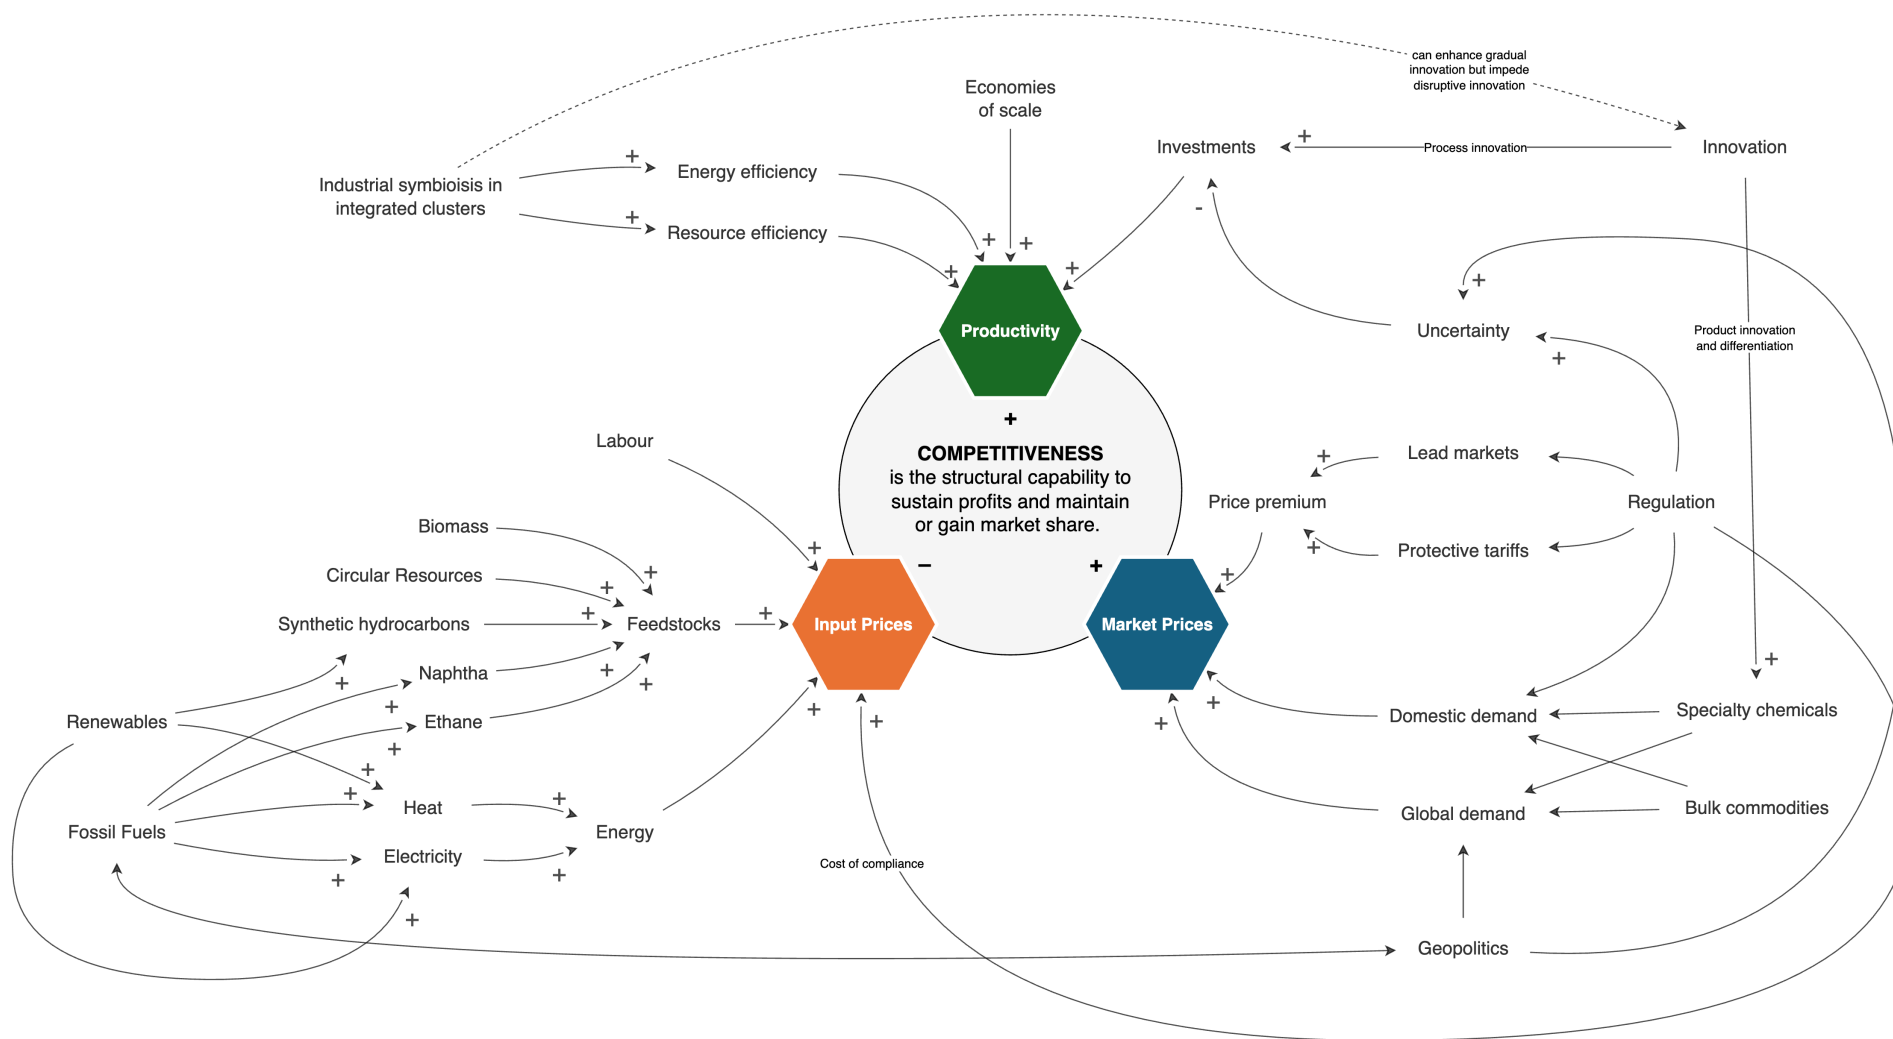 can enhance gradual
innovation but impede
disruptive innovation
Economies
of scale
Investments
+
Process innovation
Innovation
Industrial symbioisis in
integrated clusters
+
Energy efficiency
+
Resource efficiency
-
+
+
+
+
+
Productivity
Uncertainty
+
Product innovation
and differentiation
+
COMPETITIVENESS
is the structural capability to
sustain profits and maintain
or gain market share.
Labour
+
Lead markets
Price premium
Regulation
+
Protective tariffs
Biomass
+
Circular Resources
+
+
Synthetic hydrocarbons
+
Feedstocks
+
Input Prices
–
+
Market Prices
+
Naphtha
+
+
+
Renewables
+
Ethane
+
+
+
+
+
Domestic demand
Specialty chemicals
+
+
+
Heat
+
Global demand
Bulk commodities
Fossil Fuels
Energy
Electricity
+
+
+
Cost of compliance
Geopolitics